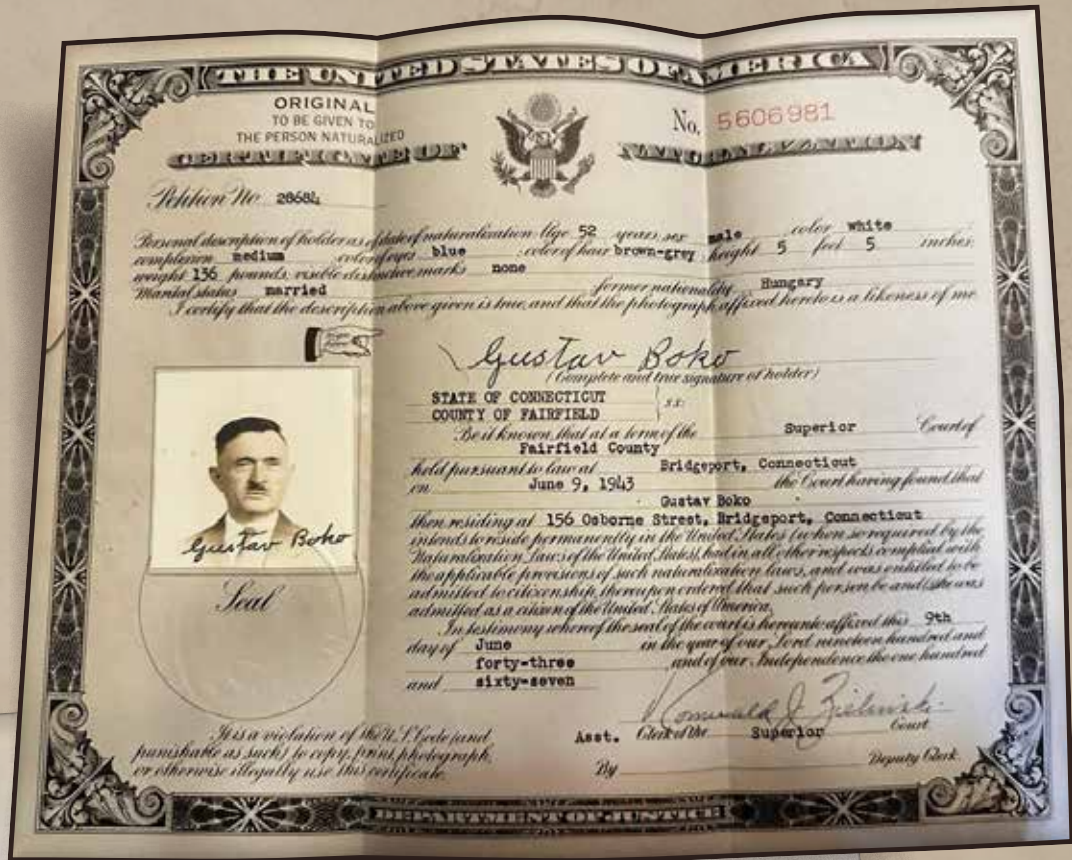 THE UNITED STATES OF AMERICA
ORIGINAL
TO BE GIVEN TO
THE PERSON NATURALIZED
No. 5606981
CERTIFICATE OF NATURALIZATION
Petition No 28684
Personal description of holder as of date of naturalization: Age 52 years, sex male color white
complexion medium color of eyes blue color of hair brown-grey height 5 feet 5 inches
weight 136 pounds, visible distinctive marks none
Marital status married former nationality Hungary
I certify that the description above given is true, and that the photograph affixed hereto is a likeness of me
Gustav Boko
(Complete and true signature of holder)
STATE OF CONNECTICUT
COUNTY OF FAIRFIELD ss:
Be it known, that at a term of the Superior Court of
Fairfield County
held pursuant to law at Bridgeport, Connecticut
on June 9, 1943 the Court having found that
Gustav Boko
then residing at 156 Osborne Street, Bridgeport, Connecticut
intends to reside permanently in the United States (when so required by the
Naturalization Laws of the United States), had in all other respects complied with
the applicable provisions of such naturalization laws, and was entitled to be
admitted to citizenship, thereupon ordered that such person be and (s)he was
admitted as a citizen of the United States of America.
In testimony whereof the seal of the court is hereunto affixed this 9th
day of June in the year of our Lord nineteen hundred and
forty-three and of our Independence the one hundred
and sixty-seven
Gustav Boko
Seal
Romuald J. Zielinski
Asst. Clerk of the Superior Court
By Deputy Clerk
It is a violation of the U.S. Code (and
punishable as such) to copy, print, photograph,
or otherwise illegally use this certificate.
DEPARTMENT OF JUSTICE